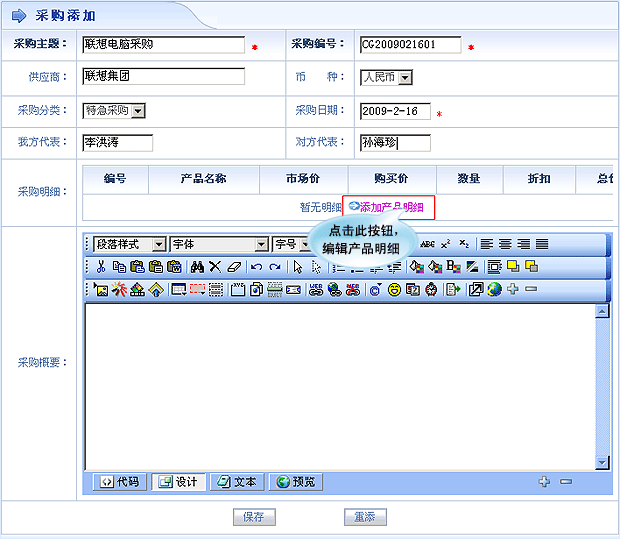 采购添加
采购主题： 联想电脑采购 * 采购编号： CG2009021601 *
供应商： 联想集团 币 种： 人民币
采购分类： 特急采购 采购日期： 2009-2-16 *
我方代表： 李洪涛 对方代表： 孙海珍
采购明细： 编号 产品名称 市场价 购买价 数量 折扣
暂无明细 添加产品明细
点击此按钮，
编辑产品明细
段落样式 宋体 字号 ABC x² x₂
采购概要：
代码 设计 文本 预览
保存 重添